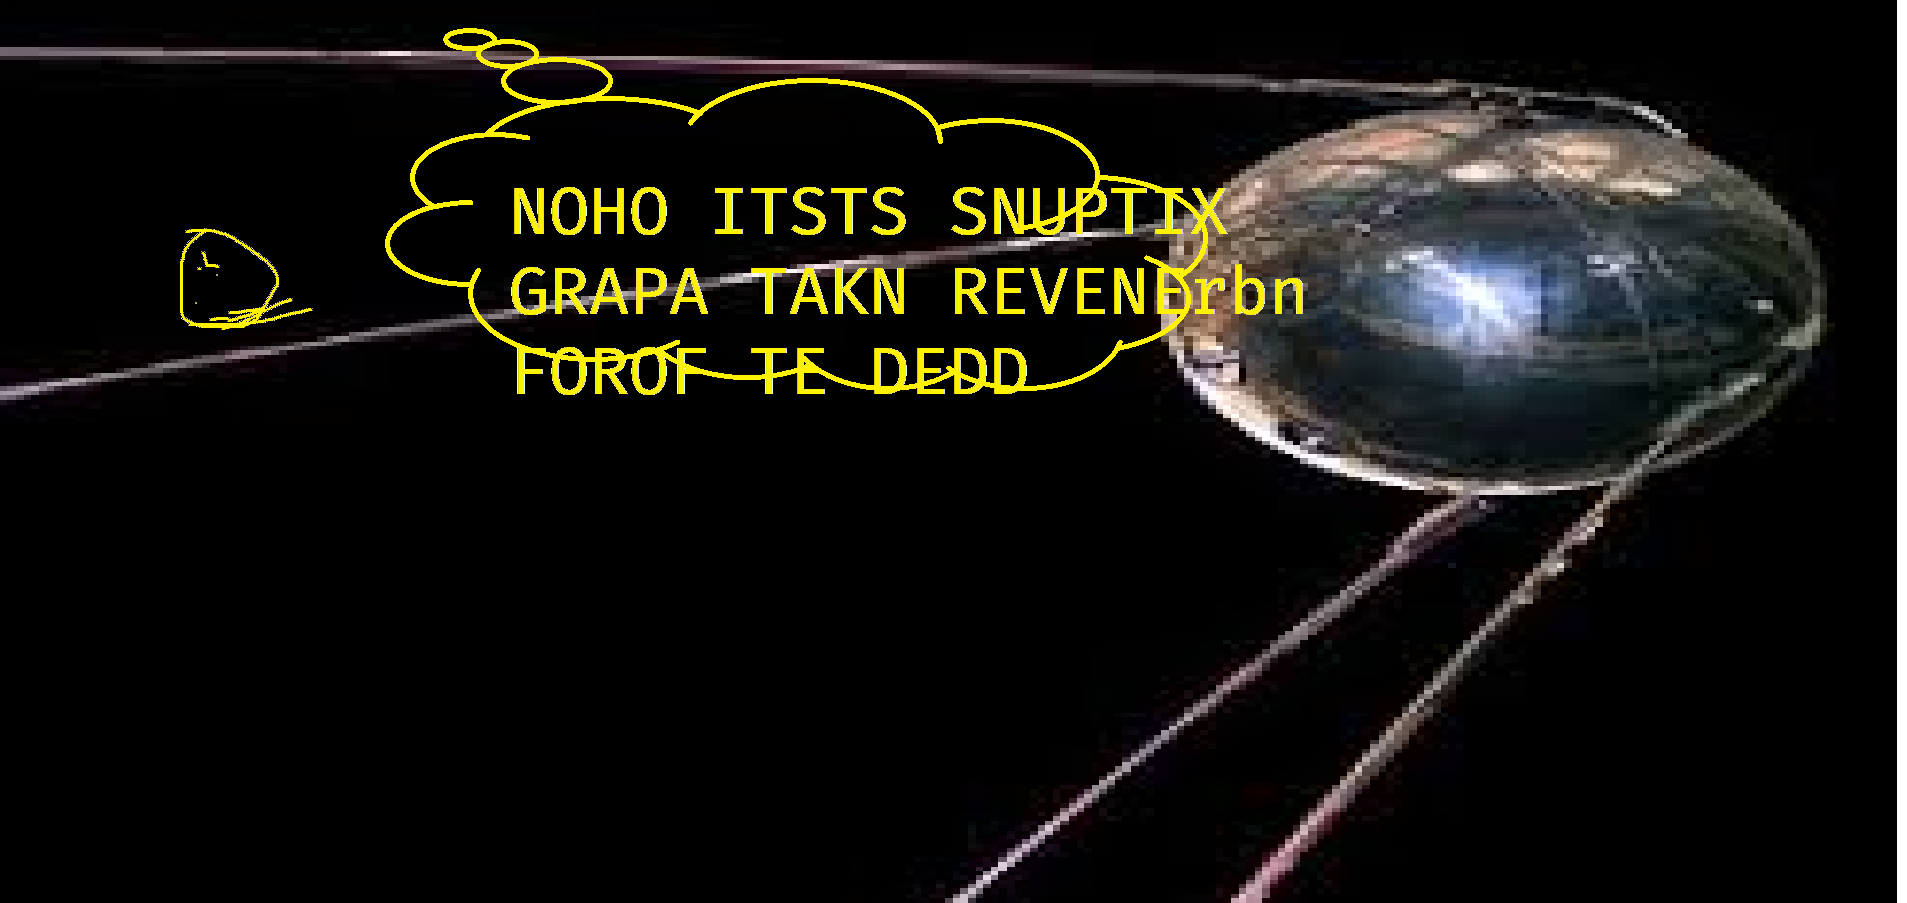 NOHO ITSTS SNUPTIX
GRAPA TAKN REVENErbn
FOROF TE DEDD